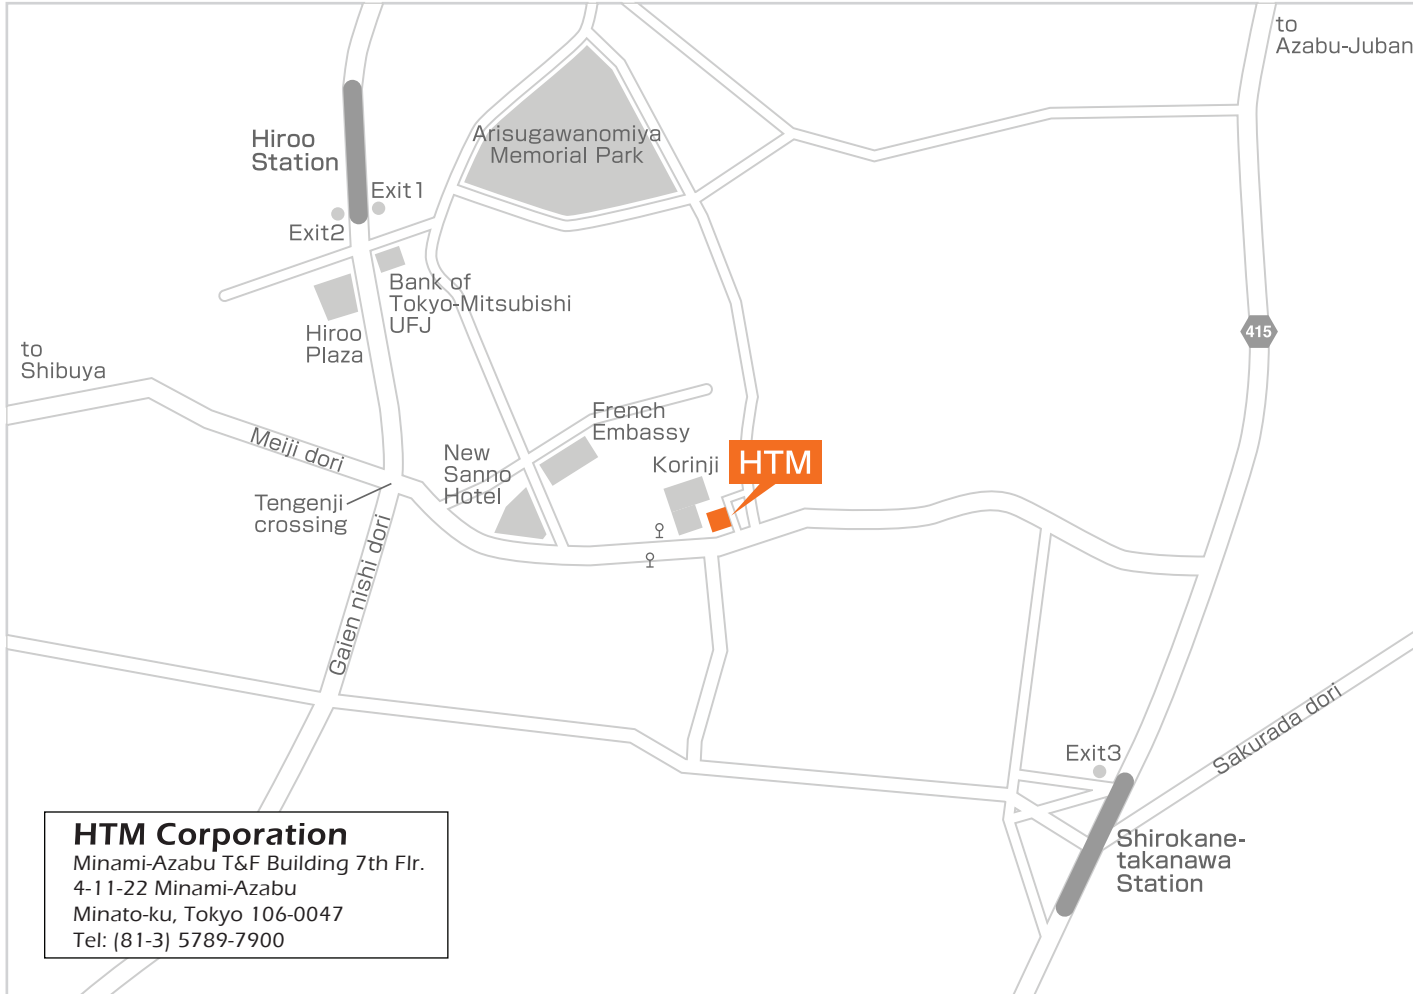 to
Azabu-Juban
Arisugawanomiya
Memorial Park
Hiroo
Station
Exit1
Exit2
Bank of
Tokyo-Mitsubishi
UFJ
Hiroo
Plaza
415
to
Shibuya
Meiji dori
French
Embassy
New
Sanno
Hotel
Korinji
HTM
Tengenji
crossing
Gaien nishi dori
Sakurada dori
Exit3
Shirokane-
takanawa
Station
HTM Corporation
Minami-Azabu T&F Building 7th Flr.
4-11-22 Minami-Azabu
Minato-ku, Tokyo 106-0047
Tel: (81-3) 5789-7900